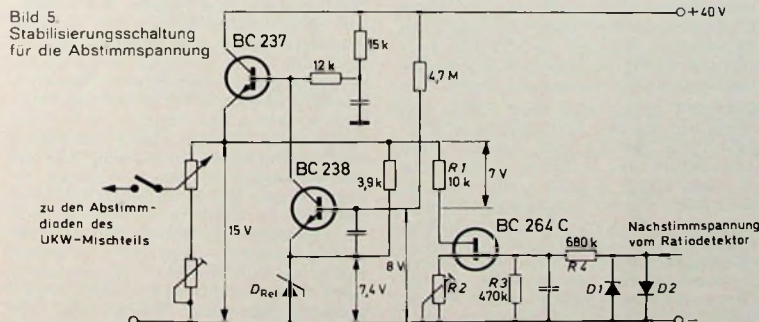 Bild 5.
Stabilisierungsschaltung
für die Abstimmspannung
BC 237
+40 V
15 k
12 k
4,7 M
BC 238
3,9 k
R1
10 k
7 V
zu den Abstimm-
dioden des
UKW-Mischteils
15 V
BC 264 C
Nachstimmspannung
vom Ratiodetektor
680 k
R4
8 V
DRef
7,4 V
R2
R3
470 k
D1
D2
-